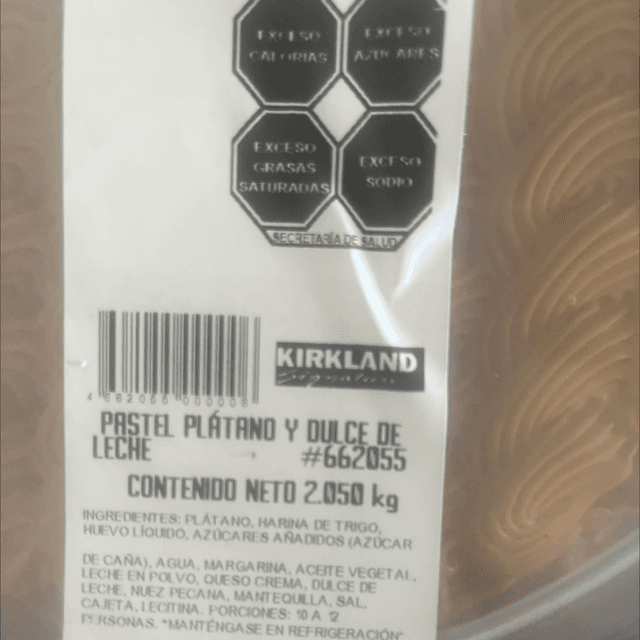 EXCESO
CALORÍAS
EXCESO
AZÚCARES
EXCESO
GRASAS
SATURADAS
EXCESO
SODIO
SECRETARÍA DE SALUD
KIRKLAND
Signature
4 662055 000006
PASTEL PLÁTANO Y DULCE DE
LECHE #662055
CONTENIDO NETO 2.050 kg
INGREDIENTES: PLÁTANO, HARINA DE TRIGO,
HUEVO LÍQUIDO, AZÚCARES AÑADIDOS (AZÚCAR
DE CAÑA), AGUA, MARGARINA, ACEITE VEGETAL,
LECHE EN POLVO, QUESO CREMA, DULCE DE
LECHE, NUEZ PECANA, MANTEQUILLA, SAL,
CAJETA, LECITINA. PORCIONES: 10 A 12
PERSONAS. "MANTÉNGASE EN REFRIGERACIÓN"